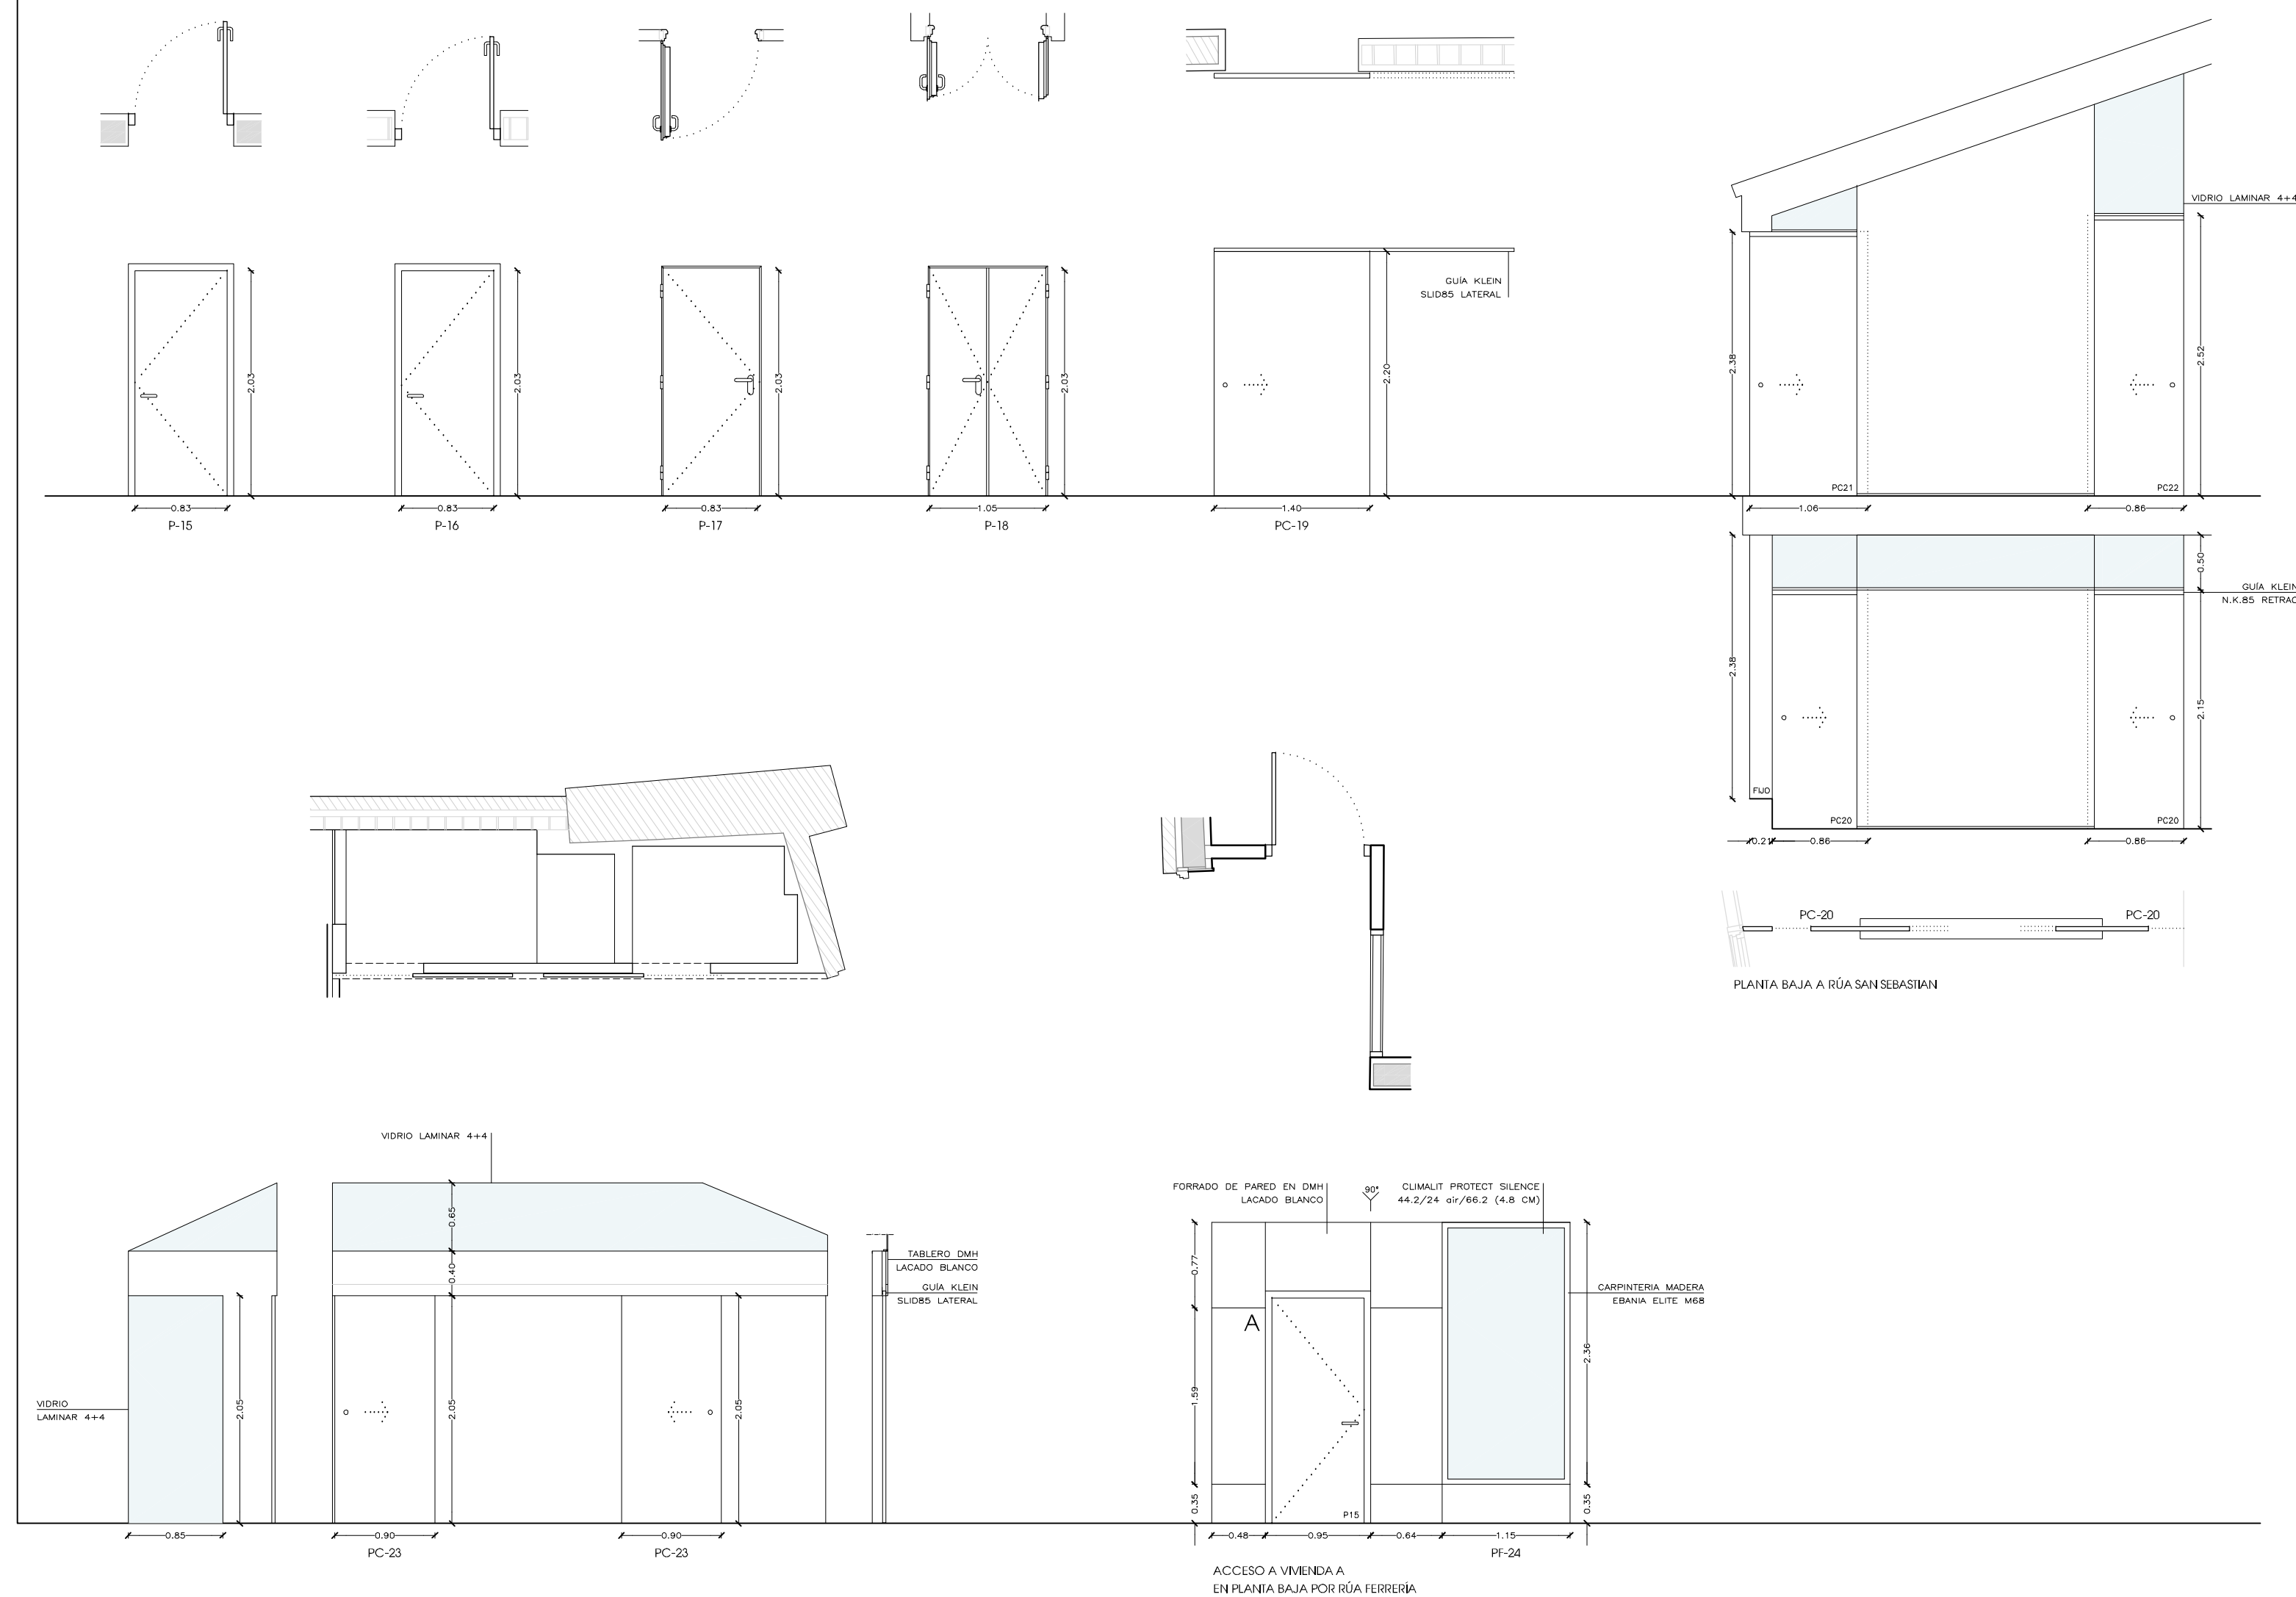 VIDRIO LAMINAR 4+4
GUÍA KLEIN
SLID85 LATERAL
2.03
2.03
2.03
2.03
2.20
2.38
2.52
PC21
PC22
0.83
0.83
0.83
1.05
1.40
1.06
0.86
P-15
P-16
P-17
P-18
PC-19
0.50
GUÍA KLEIN
N.K.85 RETRAC
2.38
2.15
FIJO
PC20
PC20
0.21
0.86
0.86
PC-20
PC-20
PLANTA BAJA A RÚA SAN SEBASTIAN
VIDRIO LAMINAR 4+4
0.65
0.40
TABLERO DMH
LACADO BLANCO
GUÍA KLEIN
SLID85 LATERAL
VIDRIO
LAMINAR 4+4
2.05
2.05
2.05
0.85
0.90
0.90
PC-23
PC-23
FORRADO DE PARED EN DMH
LACADO BLANCO
90°
CLIMALIT PROTECT SILENCE
44.2/24 air/66.2 (4.8 CM)
0.77
CARPINTERIA MADERA
EBANIA ELITE M68
A
1.59
2.36
0.35
0.35
P15
0.48
0.95
0.64
1.15
PF-24
ACCESO A VIVIENDA A
EN PLANTA BAJA POR RÚA FERRERÍA